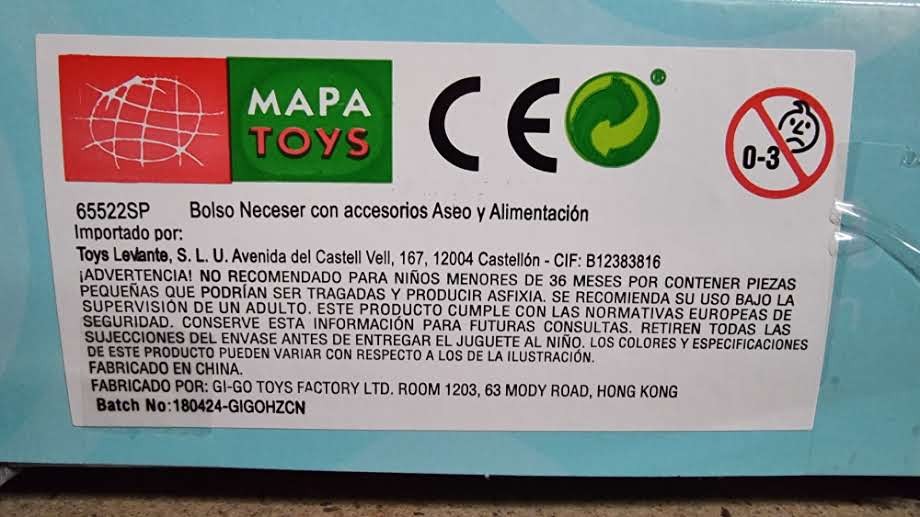 MAPA
TOYS
CE
®
0-3
65522SP Bolso Neceser con accesorios Aseo y Alimentación
Importado por:
Toys Levante, S. L. U. Avenida del Castell Vell, 167, 12004 Castellón - CIF: B12383816
¡ADVERTENCIA! NO RECOMENDADO PARA NIÑOS MENORES DE 36 MESES POR CONTENER PIEZAS
PEQUEÑAS QUE PODRÍAN SER TRAGADAS Y PRODUCIR ASFIXIA. SE RECOMIENDA SU USO BAJO LA
SUPERVISIÓN DE UN ADULTO. ESTE PRODUCTO CUMPLE CON LAS NORMATIVAS EUROPEAS DE
SEGURIDAD. CONSERVE ESTA INFORMACIÓN PARA FUTURAS CONSULTAS. RETIREN TODAS LAS
SUJECCIONES DEL ENVASE ANTES DE ENTREGAR EL JUGUETE AL NIÑO. LOS COLORES Y ESPECIFICACIONES
DE ESTE PRODUCTO PUEDEN VARIAR CON RESPECTO A LOS DE LA ILUSTRACIÓN.
FABRICADO EN CHINA.
FABRICADO POR: GI-GO TOYS FACTORY LTD. ROOM 1203, 63 MODY ROAD, HONG KONG
Batch No:180424-GIGOHZCN